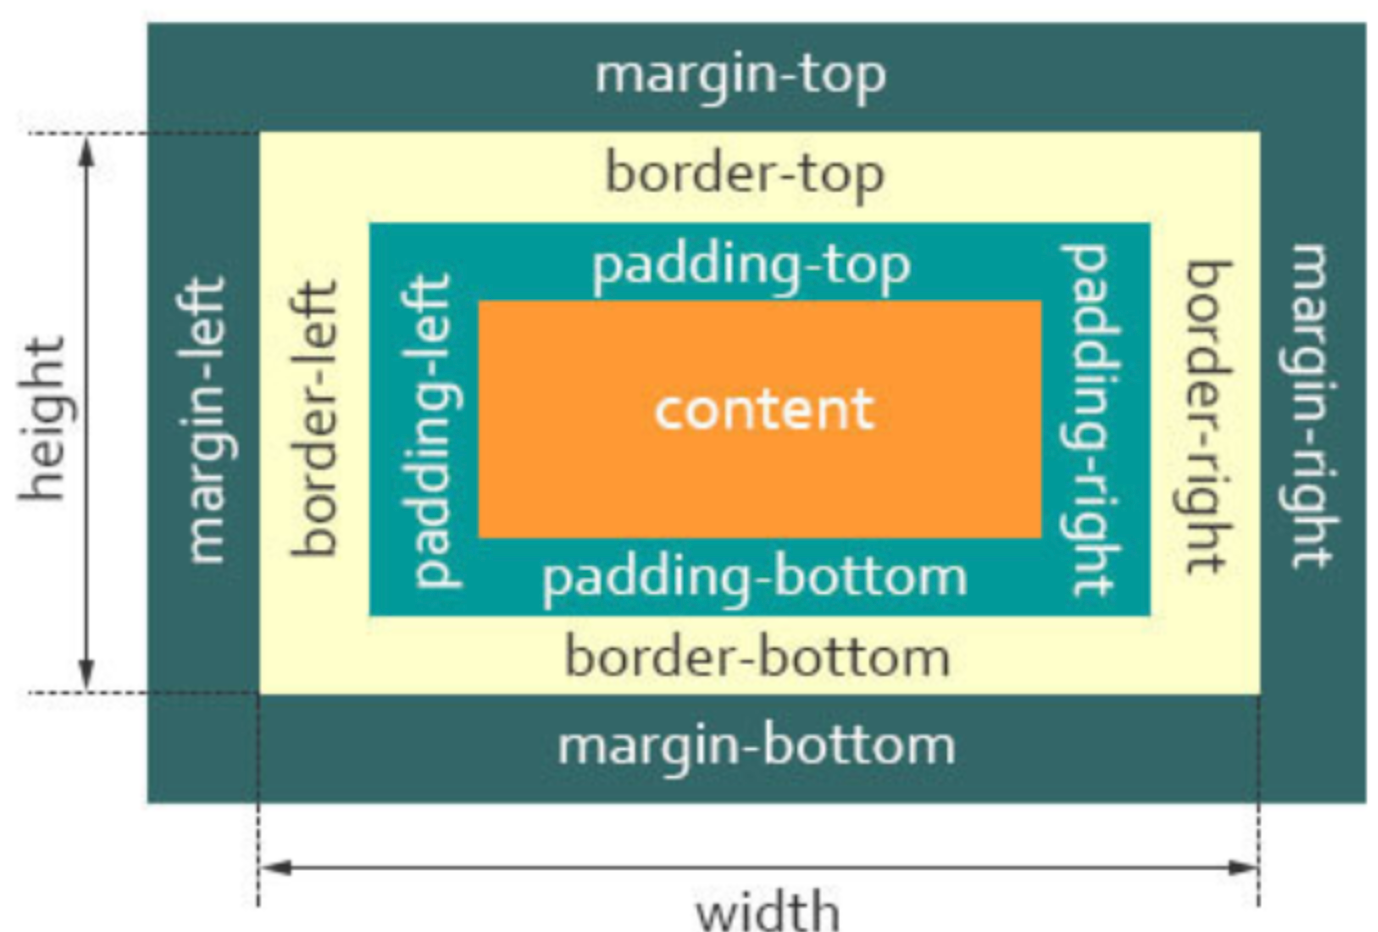 margin-top
border-top
padding-top
height
margin-left
border-left
padding-left
content
padding-right
border-right
margin-right
padding-bottom
border-bottom
margin-bottom
width